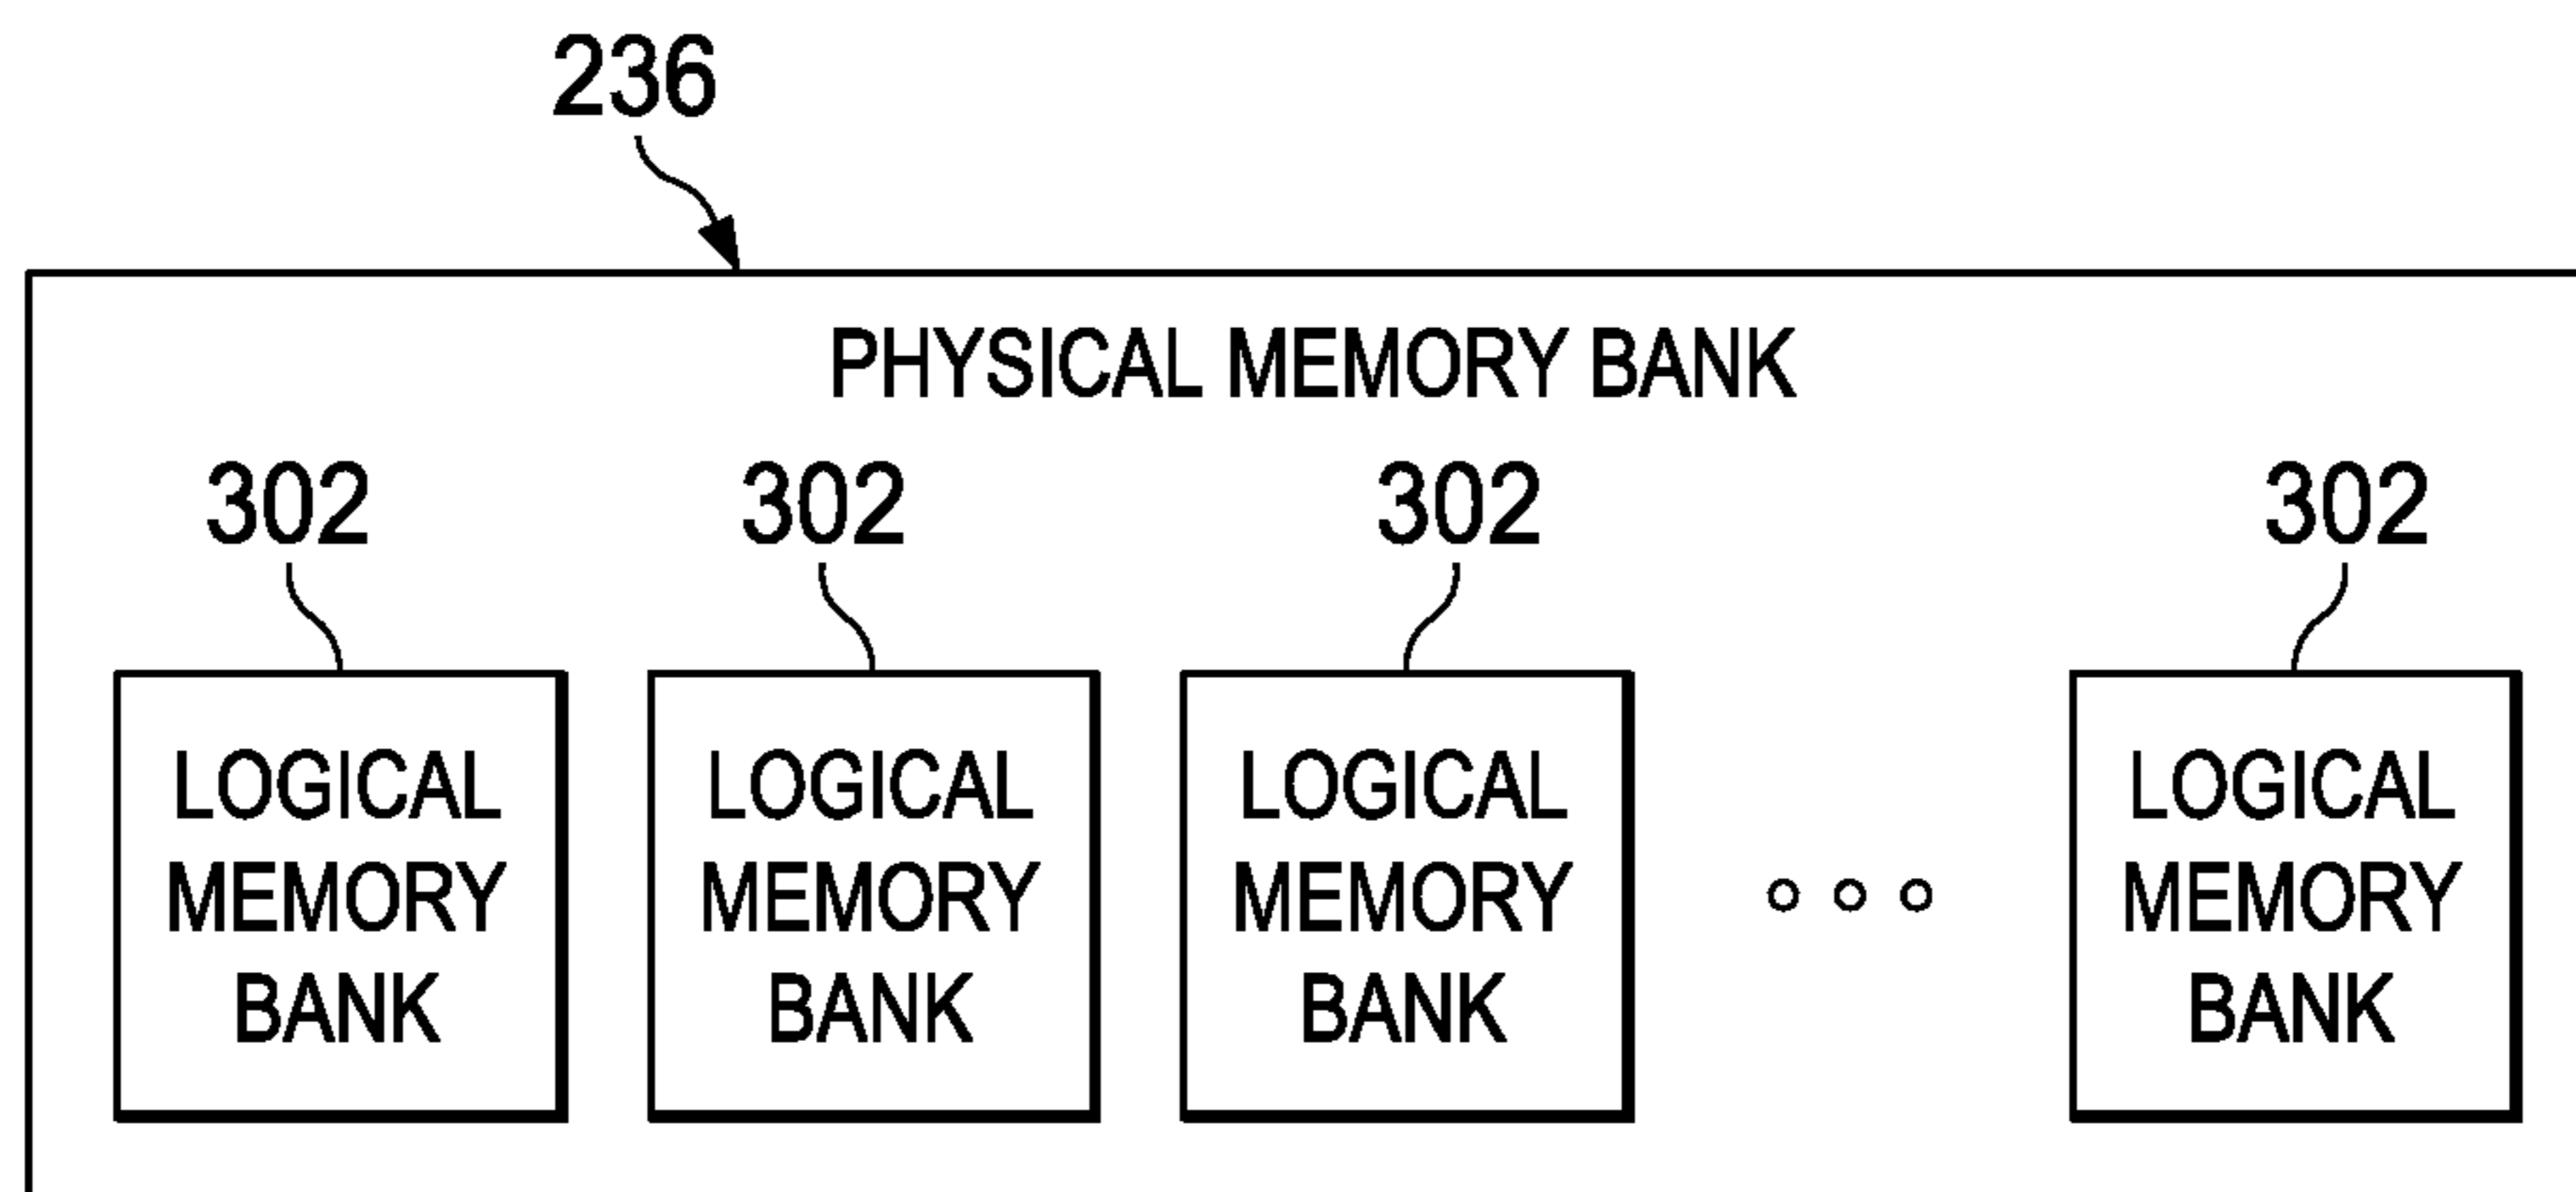 236
PHYSICAL MEMORY BANK
302 302 302 302
LOGICAL LOGICAL LOGICAL LOGICAL
MEMORY MEMORY MEMORY MEMORY
BANK BANK BANK BANK